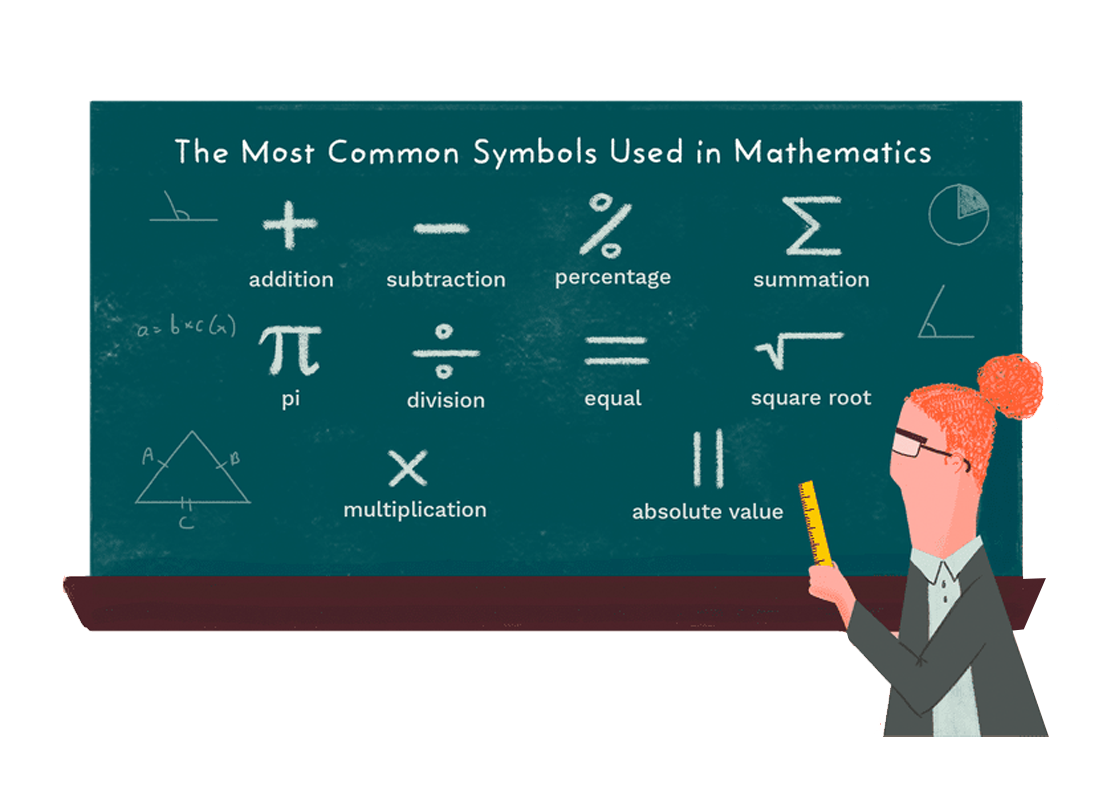 The Most Common Symbols Used in Mathematics
+ − % Σ
addition subtraction percentage summation
a = b×c(x)
π ÷ = √
pi division equal square root
A B
C
× ||
multiplication absolute value